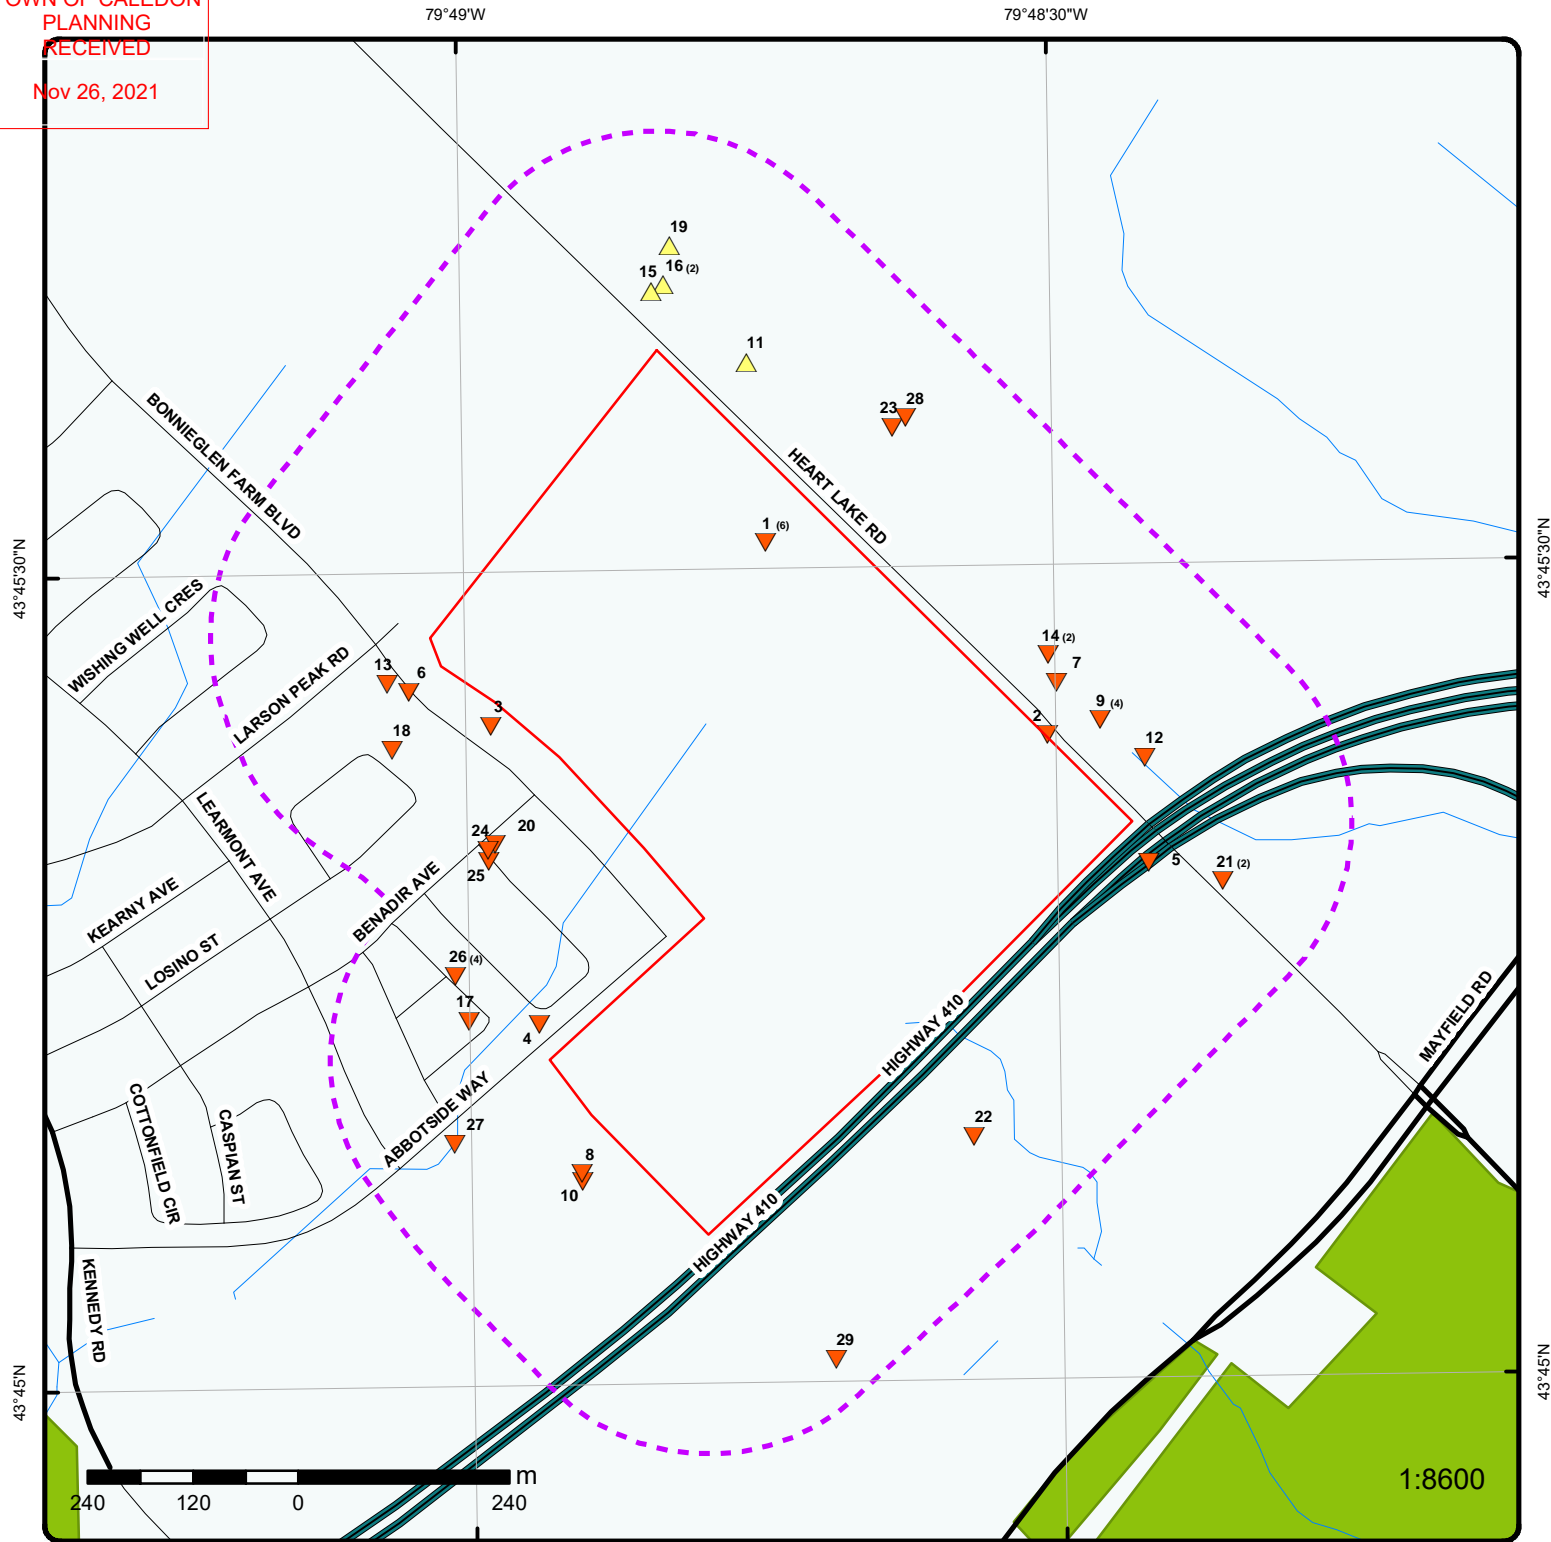 OWN OF CALEDON
PLANNING
RECEIVED
Nov 26, 2021
79°49'W
79°48'30"W
43°45'30"N
43°45'30"N
43°45'N
43°45'N
19
16 (2)
15
11
28
23
1 (6)
14 (2)
7
9 (4)
2
12
5
21 (2)
13
6
3
18
20
24
25
26 (4)
17
4
27
8
10
22
29
BONNIEGLEN FARM BLVD
HEART LAKE RD
WISHING WELL CRES
LARSON PEAK RD
LEARMONT AVE
KEARNY AVE
BENADIR AVE
LOSINO ST
COTTONFIELD CIR
CASPIAN ST
ABBOTSIDE WAY
KENNEDY RD
HIGHWAY 410
HIGHWAY 410
MAYFIELD RD
m
240 120 0 240
1:8600